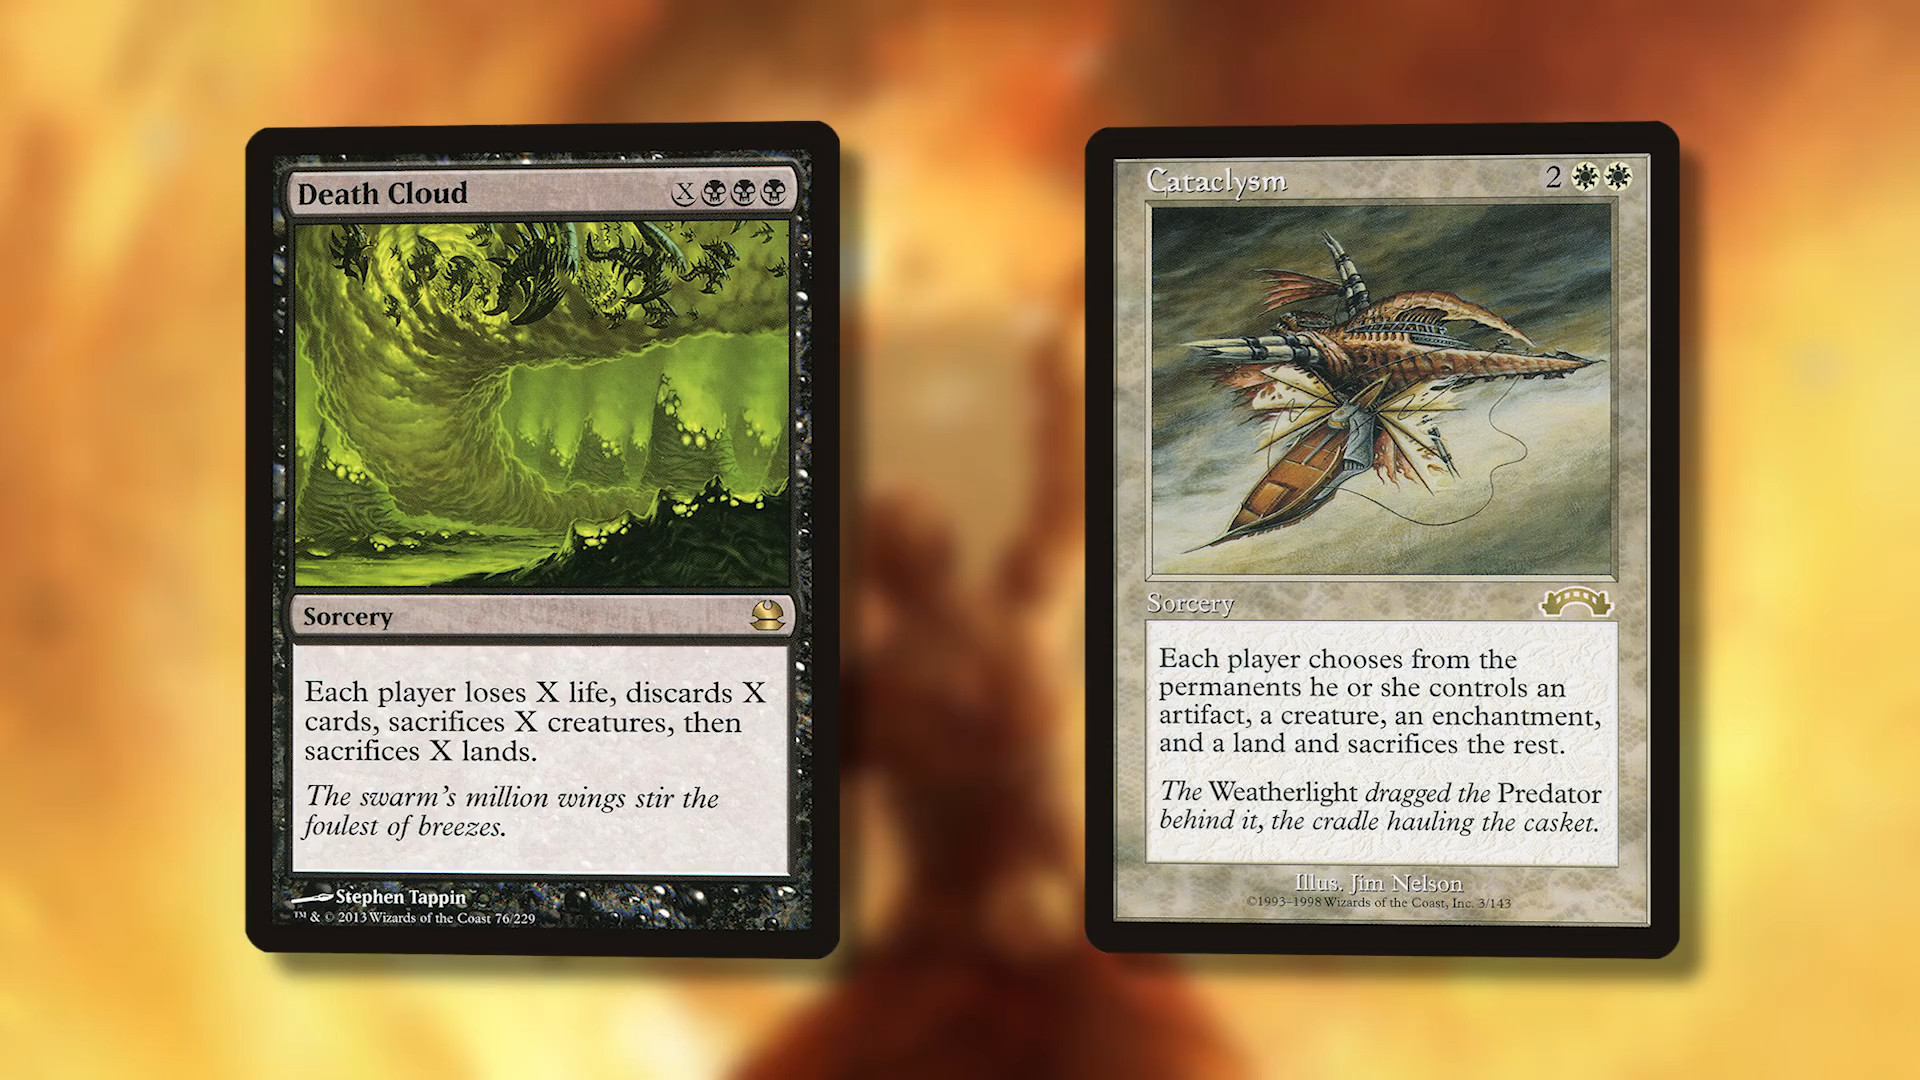 Death Cloud
X
Sorcery
Each player loses X life, discards X
cards, sacrifices X creatures, then
sacrifices X lands.
The swarm's million wings stir the
foulest of breezes.
Stephen Tappin
™ & © 2013 Wizards of the Coast 76/229
Cataclysm
2
Sorcery
Each player chooses from the
permanents he or she controls an
artifact, a creature, an enchantment,
and a land and sacrifices the rest.
The Weatherlight dragged the Predator
behind it, the cradle hauling the casket.
Illus. Jim Nelson
©1993–1998 Wizards of the Coast, Inc. 3/143